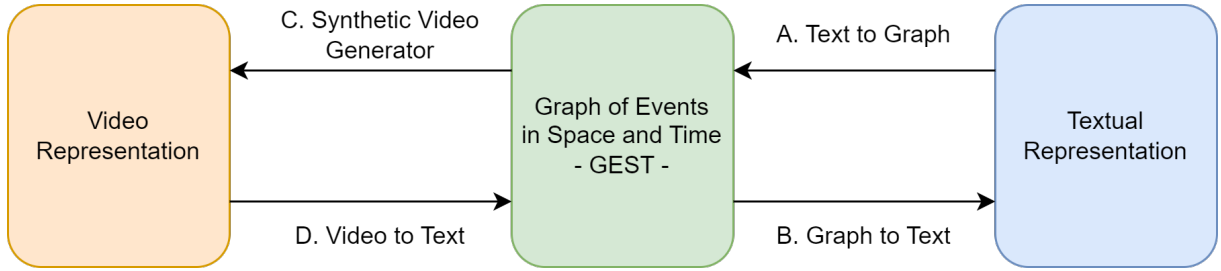 C. Synthetic Video
Generator
A. Text to Graph
Video
Representation
Graph of Events
in Space and Time
- GEST -
Textual
Representation
D. Video to Text
B. Graph to Text